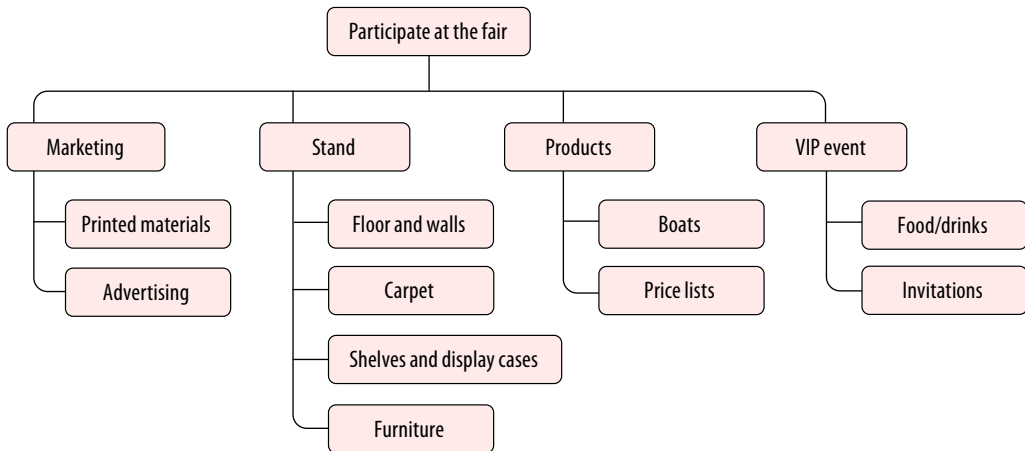 Participate at the fair
Marketing
Stand
Products
VIP event
Printed materials
Floor and walls
Boats
Food/drinks
Advertising
Carpet
Price lists
Invitations
Shelves and display cases
Furniture